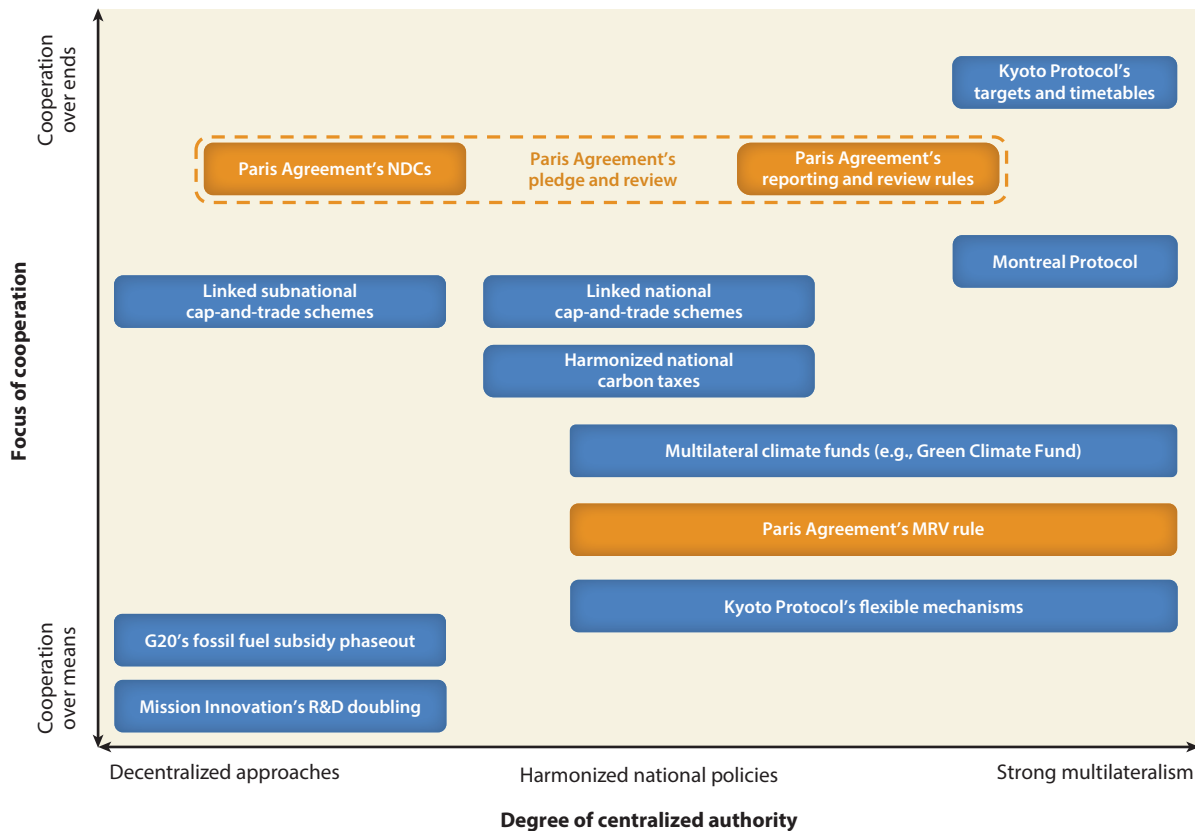 Cooperation
over ends
Kyoto Protocol's
targets and timetables
Paris Agreement's NDCs
Paris Agreement's
pledge and review
Paris Agreement's
reporting and review rules
Montreal Protocol
Linked subnational
cap-and-trade schemes
Linked national
cap-and-trade schemes
Harmonized national
carbon taxes
Focus of cooperation
Multilateral climate funds (e.g., Green Climate Fund)
Paris Agreement's MRV rule
Kyoto Protocol's flexible mechanisms
G20's fossil fuel subsidy phaseout
Mission Innovation's R&D doubling
Cooperation
over means
Decentralized approaches
Harmonized national policies
Strong multilateralism
Degree of centralized authority